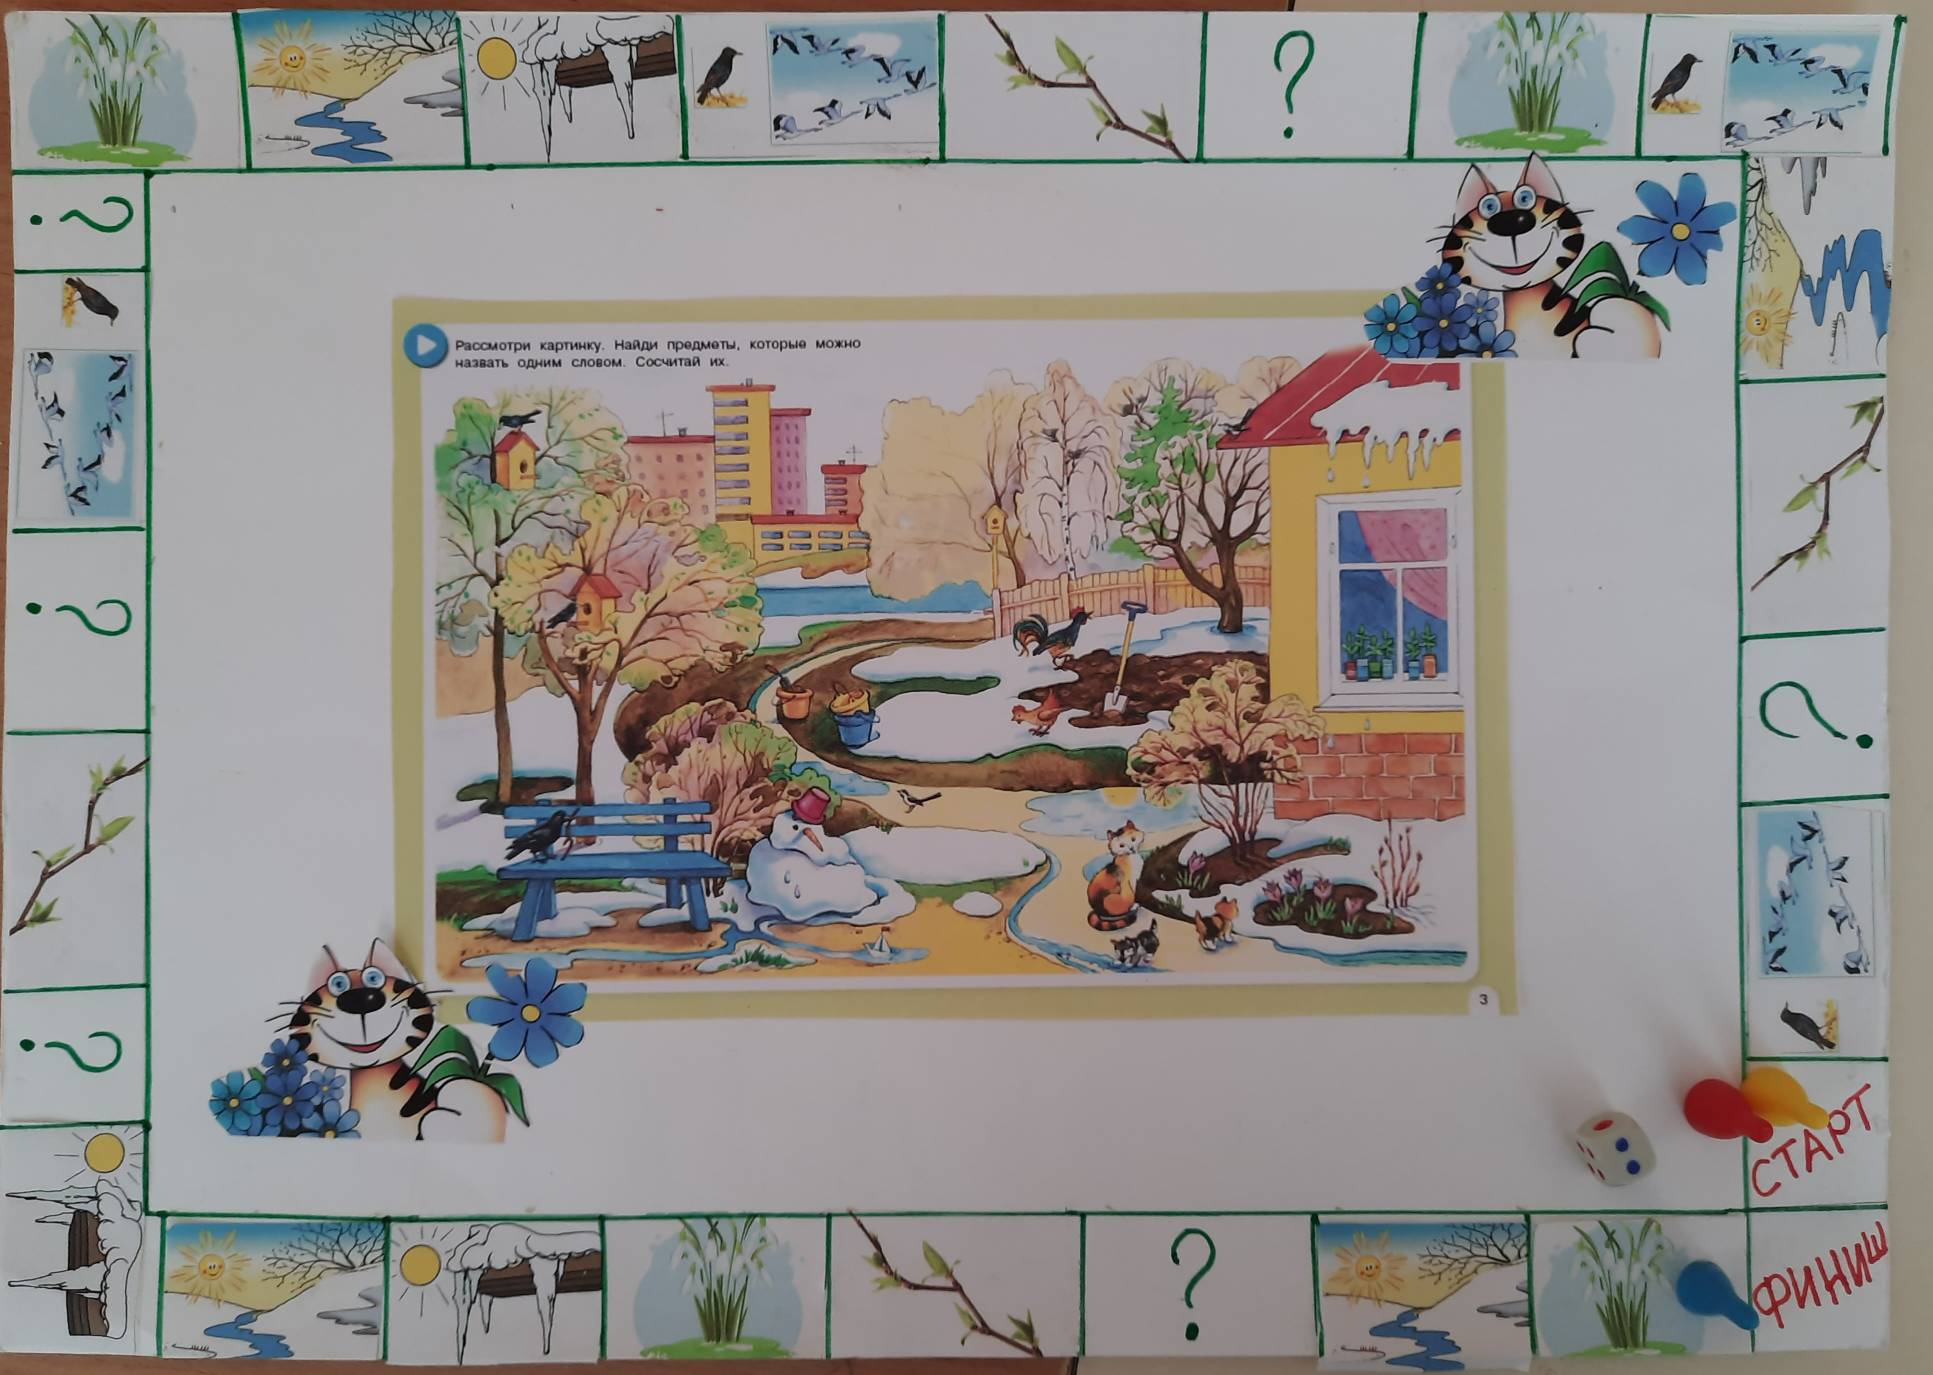 ?
?
Рассмотри картинку. Найди предметы, которые можно
назвать одним словом. Сосчитай их.
?
?
?
3
СТАРТ
?
ФИНИШ